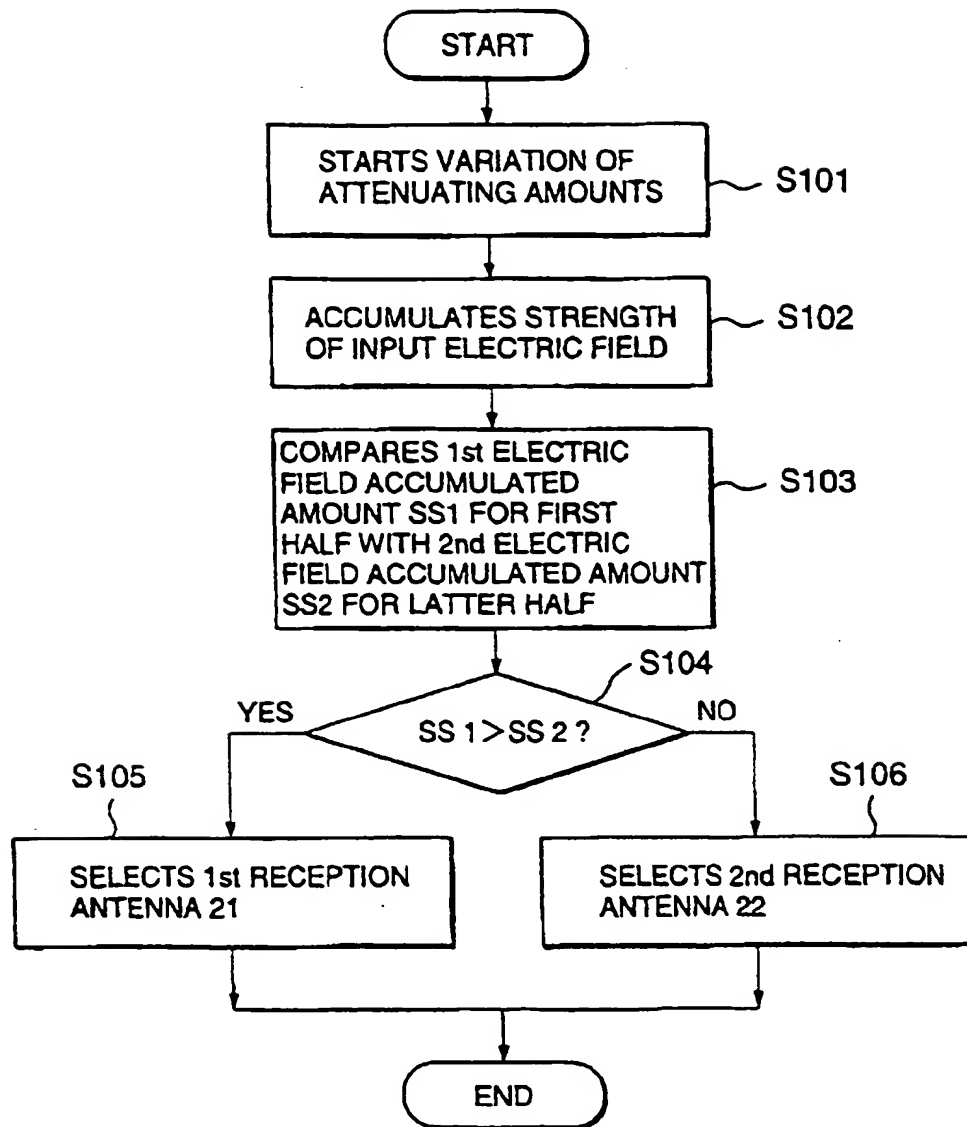 START
STARTS VARIATION OF
ATTENUATING AMOUNTS
S101
ACCUMULATES STRENGTH
OF INPUT ELECTRIC FIELD
S102
COMPARES 1st ELECTRIC
FIELD ACCUMULATED
AMOUNT SS1 FOR FIRST
HALF WITH 2nd ELECTRIC
FIELD ACCUMULATED AMOUNT
SS2 FOR LATTER HALF
S103
S104
YES
SS 1 > SS 2 ?
NO
S105
SELECTS 1st RECEPTION
ANTENNA 21
S106
SELECTS 2nd RECEPTION
ANTENNA 22
END